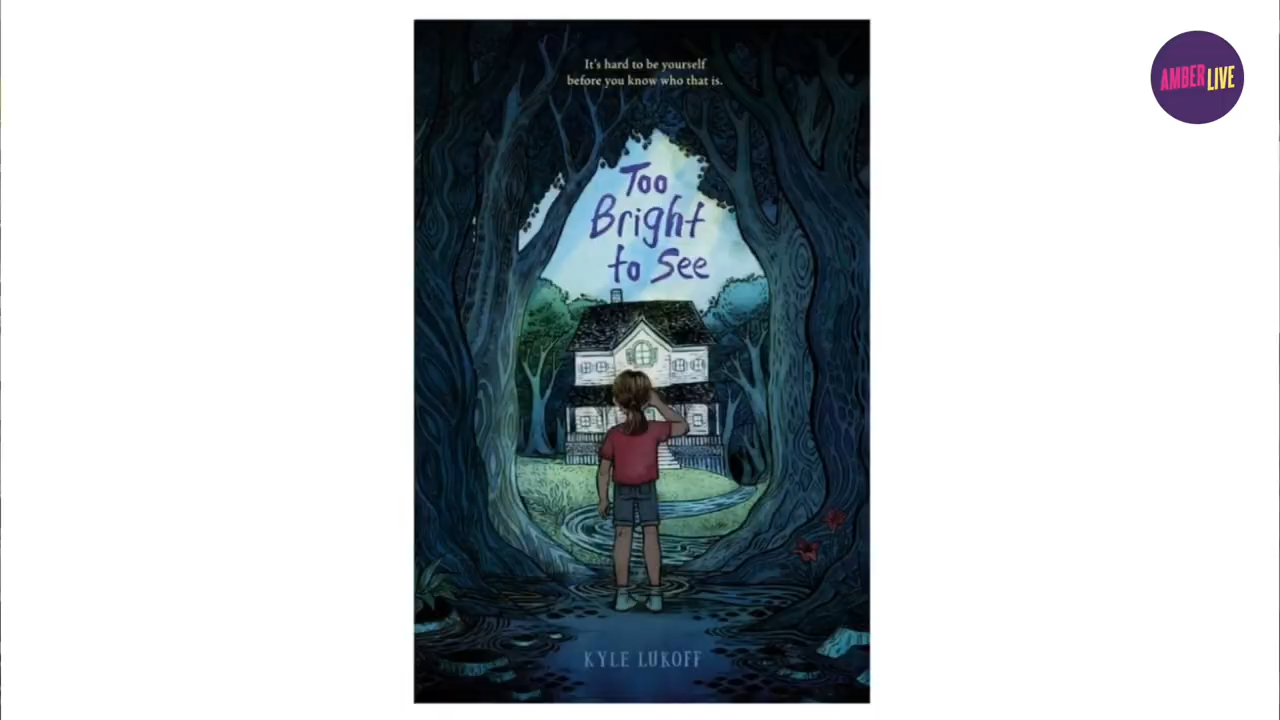 It's hard to be yourself
before you know who that is.
Too
Bright
to See
KYLE LUKOFF
AMBER LIVE